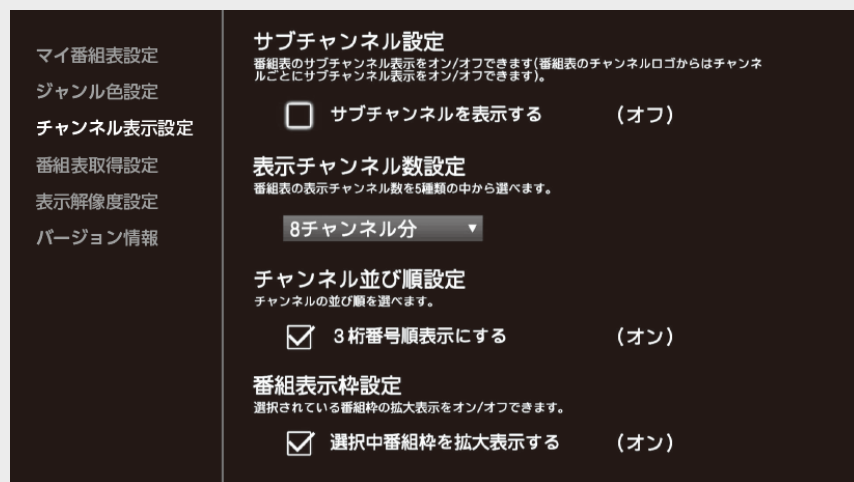 マイ番組表設定
ジャンル色設定
チャンネル表示設定
番組表取得設定
表示解像度設定
バージョン情報
サブチャンネル設定
番組表のサブチャンネル表示をオン/オフできます(番組表のチャンネルロゴからはチャンネ
ルごとにサブチャンネル表示をオン/オフできます)。
サブチャンネルを表示する (オフ)
表示チャンネル数設定
番組表の表示チャンネル数を5種類の中から選べます。
8チャンネル分 ▼
チャンネル並び順設定
チャンネルの並び順を選べます。
3桁番号順表示にする (オン)
番組表示枠設定
選択されている番組枠の拡大表示をオン/オフできます。
選択中番組枠を拡大表示する (オン)